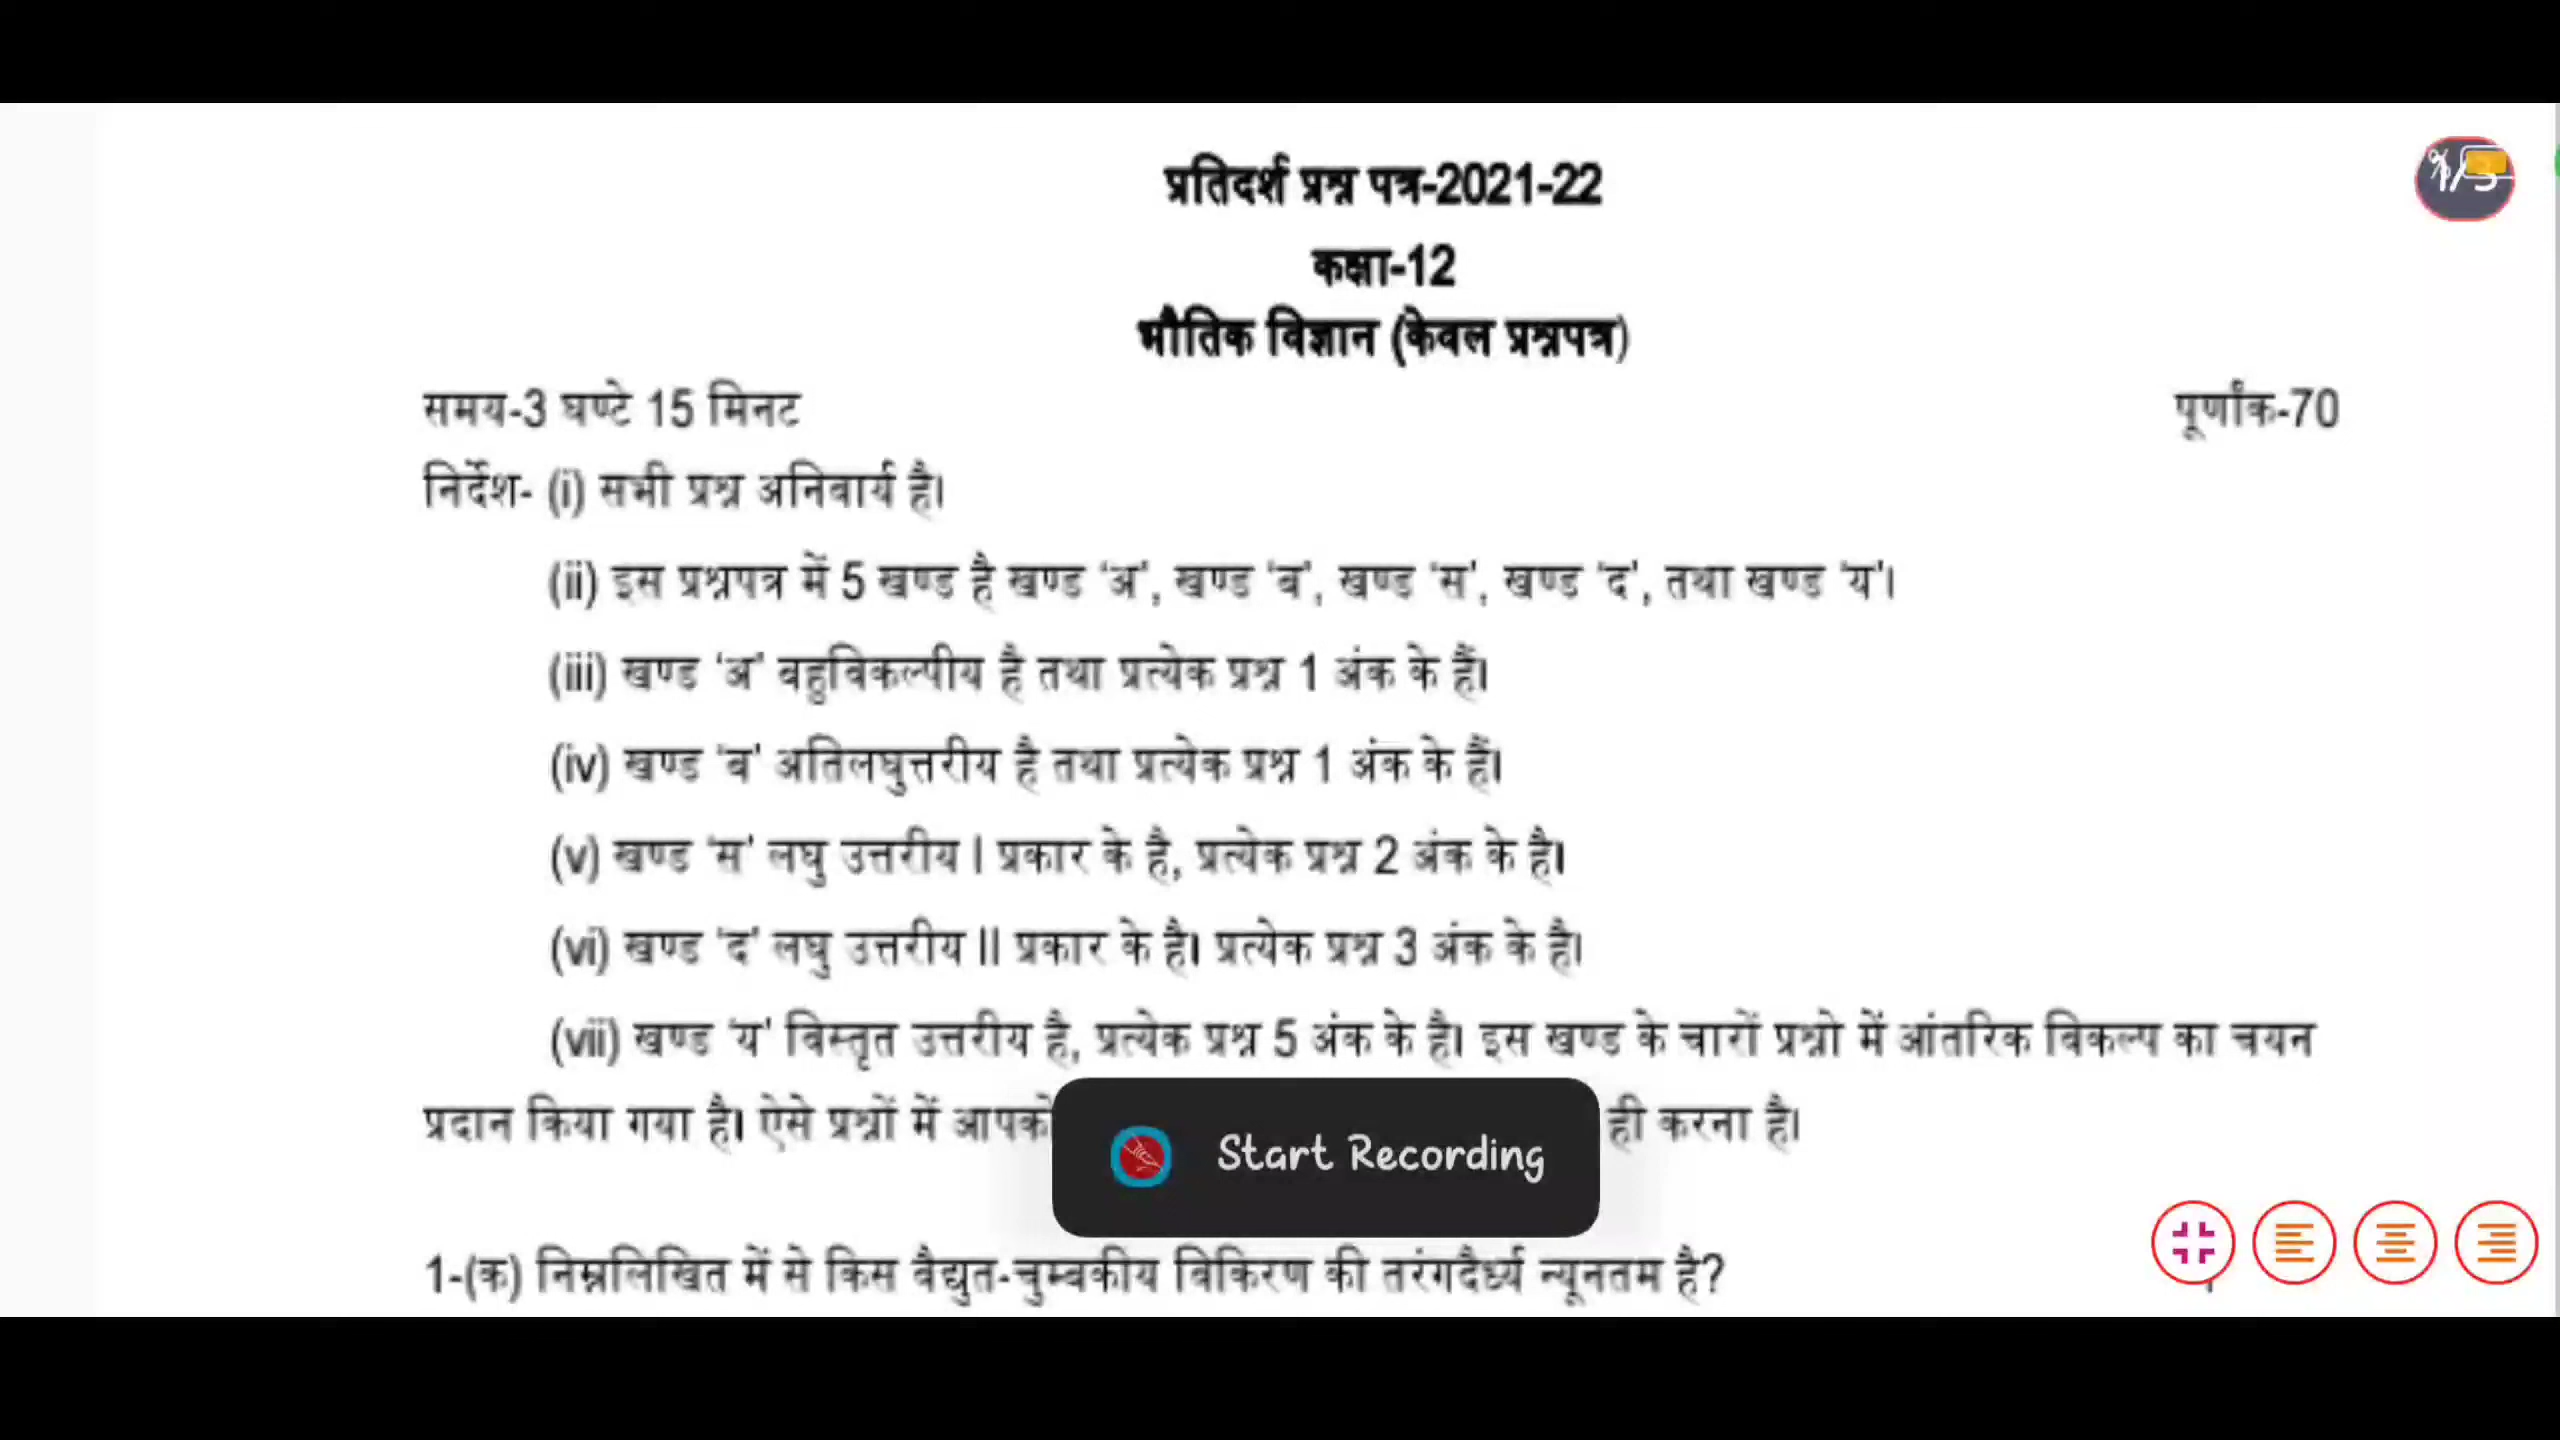 प्रतिदर्श प्रश्न पत्र-2021-22
कक्षा-12
भौतिक विज्ञान (केवल प्रश्नपत्र)
समय-3 घण्टे 15 मिनट पूर्णांक-70
निर्देश- (i) सभी प्रश्न अनिवार्य है।
(ii) इस प्रश्नपत्र में 5 खण्ड है खण्ड 'अ', खण्ड 'ब', खण्ड 'स', खण्ड 'द', तथा खण्ड 'य'।
(iii) खण्ड 'अ' बहुविकल्पीय है तथा प्रत्येक प्रश्न 1 अंक के हैं।
(iv) खण्ड 'ब' अतिलघुत्तरीय है तथा प्रत्येक प्रश्न 1 अंक के हैं।
(v) खण्ड 'स' लघु उत्तरीय I प्रकार के है, प्रत्येक प्रश्न 2 अंक के है।
(vi) खण्ड 'द' लघु उत्तरीय II प्रकार के है। प्रत्येक प्रश्न 3 अंक के है।
(vii) खण्ड 'य' विस्तृत उत्तरीय है, प्रत्येक प्रश्न 5 अंक के है। इस खण्ड के चारों प्रश्नो में आंतरिक विकल्प का चयन
प्रदान किया गया है। ऐसे प्रश्नों में आपको ही करना है।
Start Recording
1-(क) निम्नलिखित में से किस वैद्युत-चुम्बकीय विकिरण की तरंगदैर्ध्य न्यूनतम है?